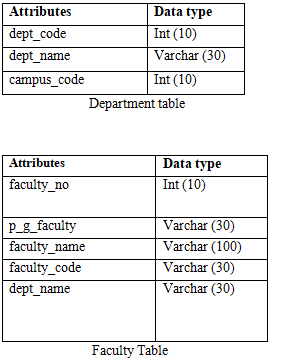 Attributes Data type
dept_code Int (10)
dept_name Varchar (30)
campus_code Int (10)
Department table
Attributes Data type
faculty_no Int (10)
p_g_faculty Varchar (30)
faculty_name Varchar (100)
faculty_code Varchar (30)
dept_name Varchar (30)
Faculty Table